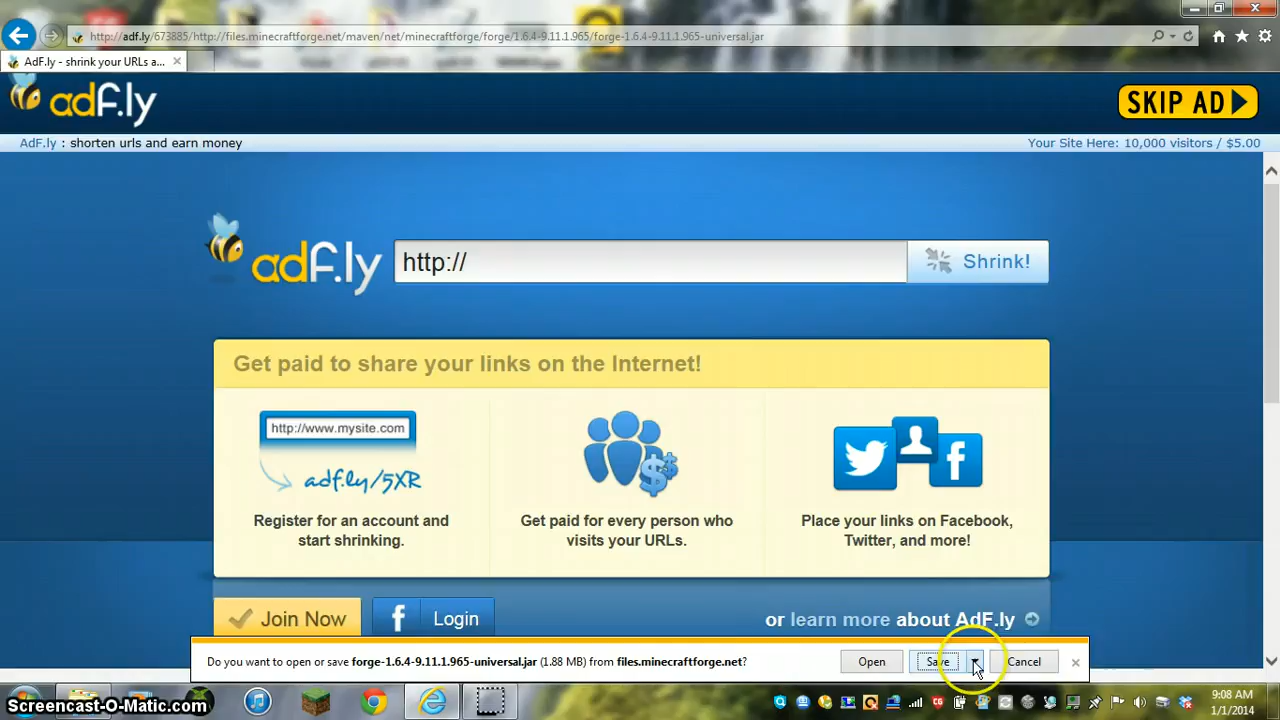 http://adf.ly/673885/http://files.minecraftforge.net/maven/net/minecraftforge/forge/1.6.4-9.11.1.965/forge-1.6.4-9.11.1.965-universal.jar
AdF.ly - shrink your URLs a...
adf.ly
SKIP AD
AdF.ly : shorten urls and earn money
Your Site Here: 10,000 visitors / $5.00
adf.ly
http://
Shrink!
Get paid to share your links on the Internet!
http://www.mysite.com
adf.ly/5XR
Register for an account and
start shrinking.
Get paid for every person who
visits your URLs.
Place your links on Facebook,
Twitter, and more!
Join Now
f Login
or learn more about AdF.ly
Do you want to open or save forge-1.6.4-9.11.1.965-universal.jar (1.88 MB) from files.minecraftforge.net?
Open
Save
Cancel
Screencast-O-Matic.com
9:08 AM
1/1/2014